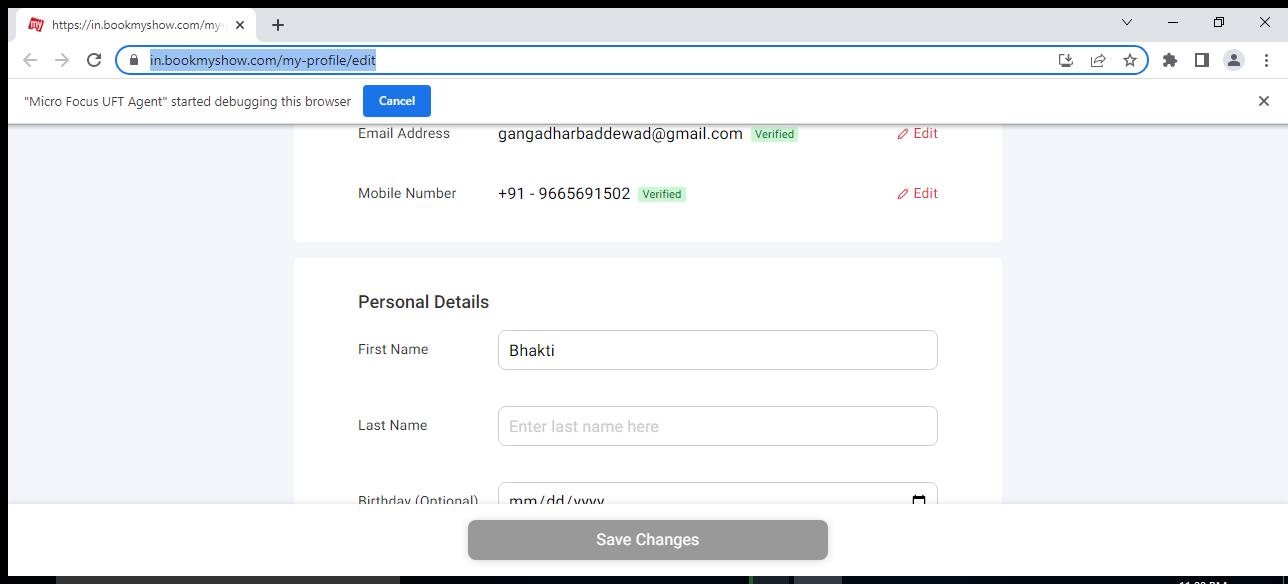 my https://in.bookmyshow.com/my-
in.bookmyshow.com/my-profile/edit
"Micro Focus UFT Agent" started debugging this browser Cancel
Email Address gangadharbaddewad@gmail.com Verified Edit
Mobile Number +91 - 9665691502 Verified Edit
Personal Details
First Name Bhakti
Last Name Enter last name here
Birthday (Optional) mm/dd/yyyy
Save Changes